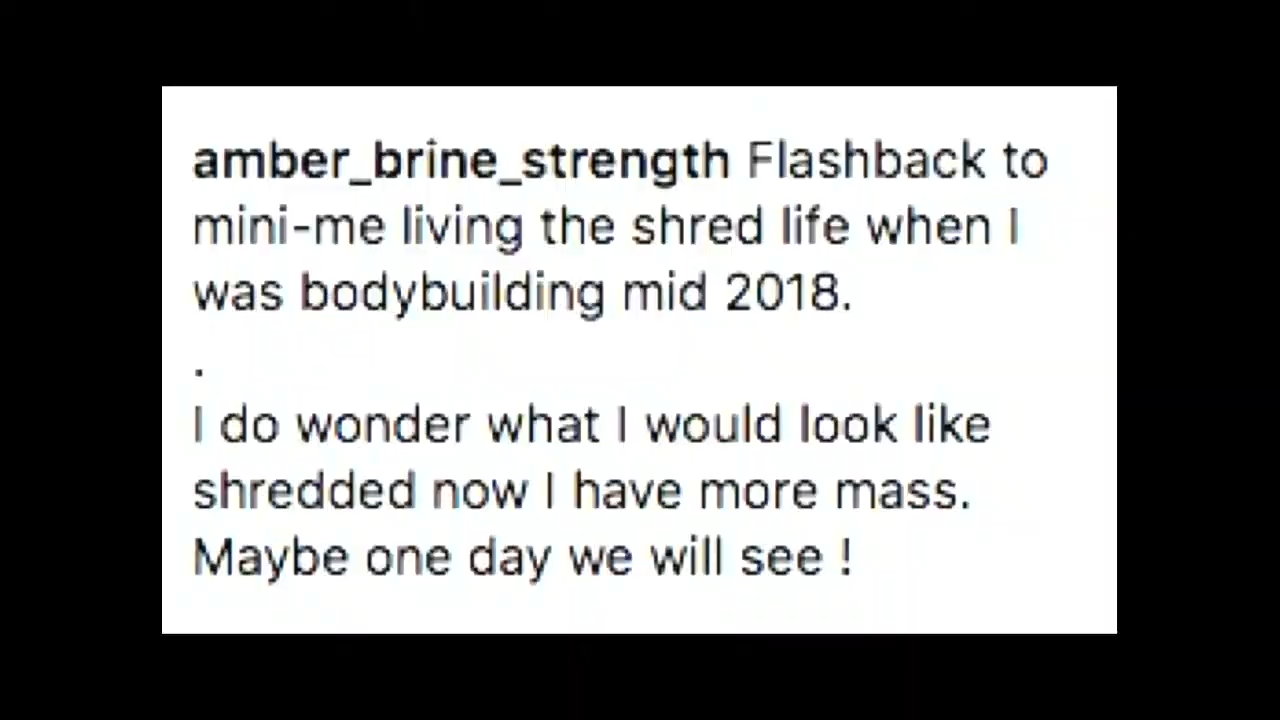 amber_brine_strength Flashback to
mini-me living the shred life when I
was bodybuilding mid 2018.
.
I do wonder what I would look like
shredded now I have more mass.
Maybe one day we will see !